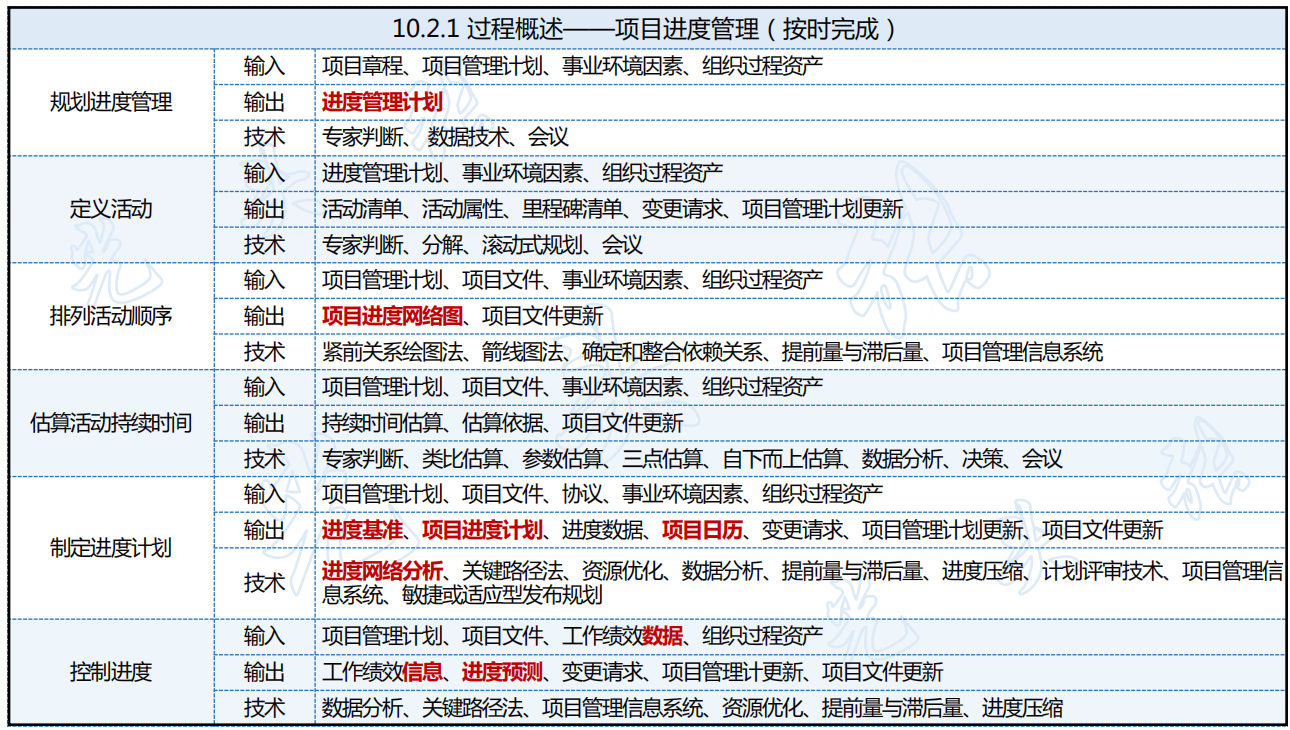 10.2.1 过程概述——项目进度管理（按时完成）
规划进度管理
输入
项目章程、项目管理计划、事业环境因素、组织过程资产
输出
进度管理计划
技术
专家判断、 数据技术、会议
定义活动
输入
进度管理计划、事业环境因素、组织过程资产
输出
活动清单、活动属性、里程碑清单、变更请求、项目管理计划更新
技术
专家判断、分解、滚动式规划、会议
排列活动顺序
输入
项目管理计划、项目文件、事业环境因素、组织过程资产
输出
项目进度网络图、项目文件更新
技术
紧前关系绘图法、箭线图法、确定和整合依赖关系、提前量与滞后量、项目管理信息系统
估算活动持续时间
输入
项目管理计划、项目文件、事业环境因素、组织过程资产
输出
持续时间估算、估算依据、项目文件更新
技术
专家判断、类比估算、参数估算、三点估算、自下而上估算、数据分析、决策、会议
制定进度计划
输入
项目管理计划、项目文件、协议、事业环境因素、组织过程资产
输出
进度基准、项目进度计划、进度数据、项目日历、变更请求、项目管理计划更新、项目文件更新
技术
进度网络分析、关键路径法、资源优化、数据分析、提前量与滞后量、进度压缩、计划评审技术、项目管理信
息系统、敏捷或适应型发布规划
控制进度
输入
项目管理计划、项目文件、工作绩效数据、组织过程资产
输出
工作绩效信息、进度预测、变更请求、项目管理计更新、项目文件更新
技术
数据分析、关键路径法、项目管理信息系统、资源优化、提前量与滞后量、进度压缩